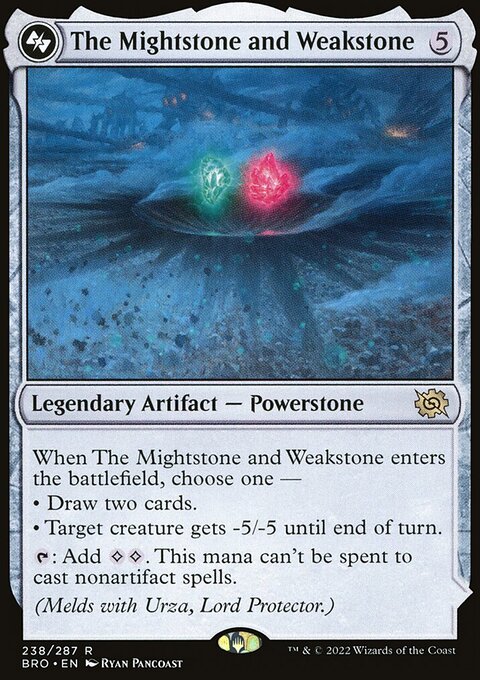 The Mightstone and Weakstone 5
Legendary Artifact — Powerstone
When The Mightstone and Weakstone enters
the battlefield, choose one —
• Draw two cards.
• Target creature gets -5/-5 until end of turn.
: Add . This mana can't be spent to
cast nonartifact spells.
(Melds with Urza, Lord Protector.)
238/287 R
BRO • EN RYAN PANCOAST
™ & © 2022 Wizards of the Coast